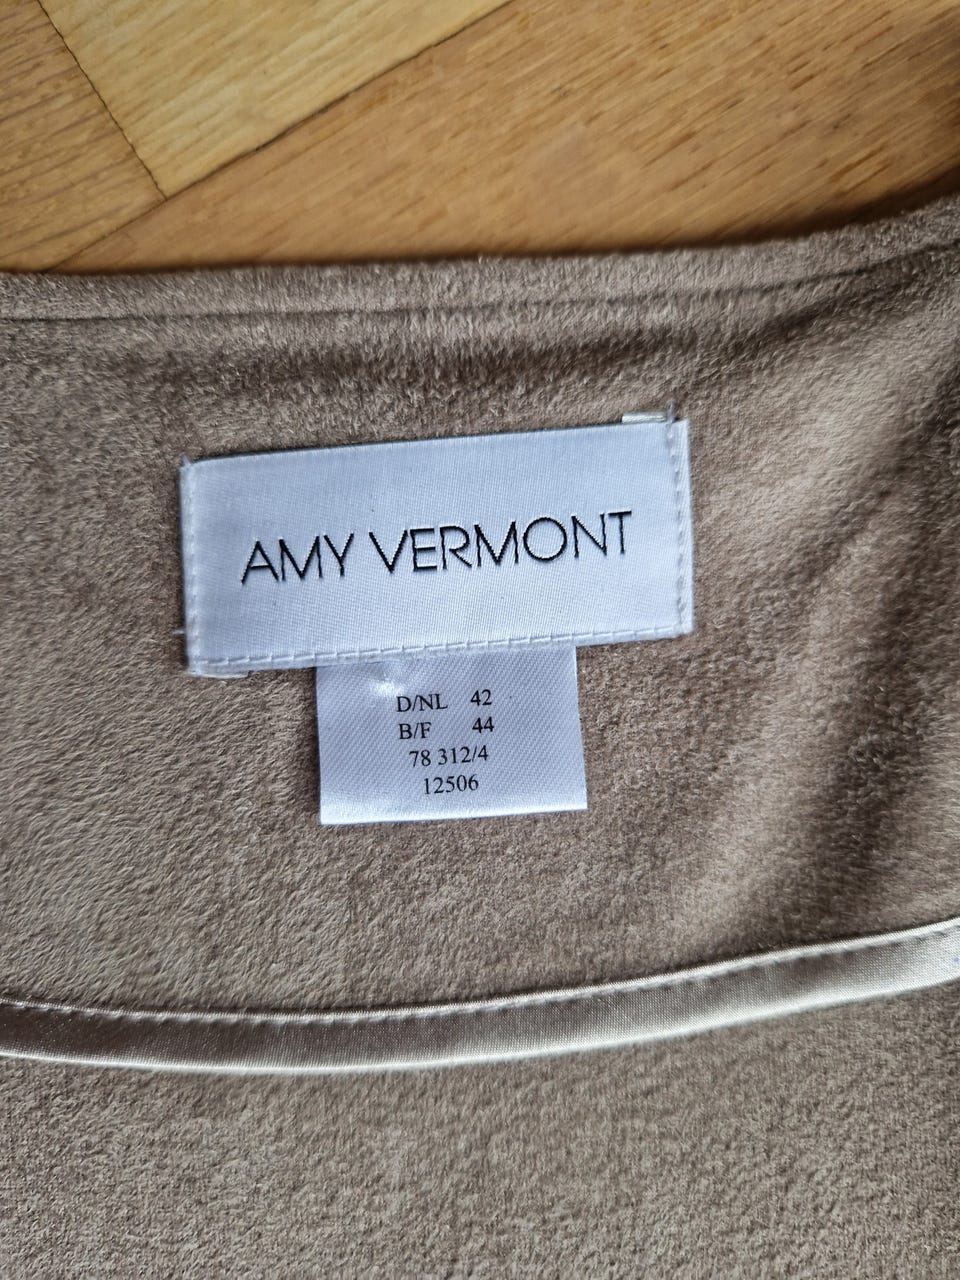 AMY VERMONT
D/NL 42
B/F 44
78 312/4
12506